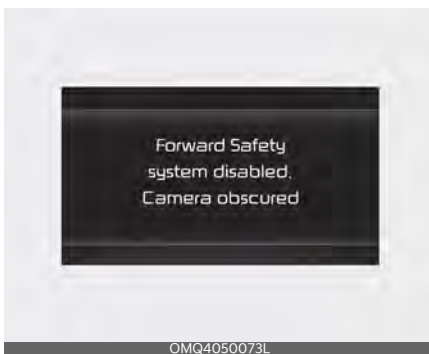 Forward Safety
system disabled.
Camera obscured
OMQ4050073L